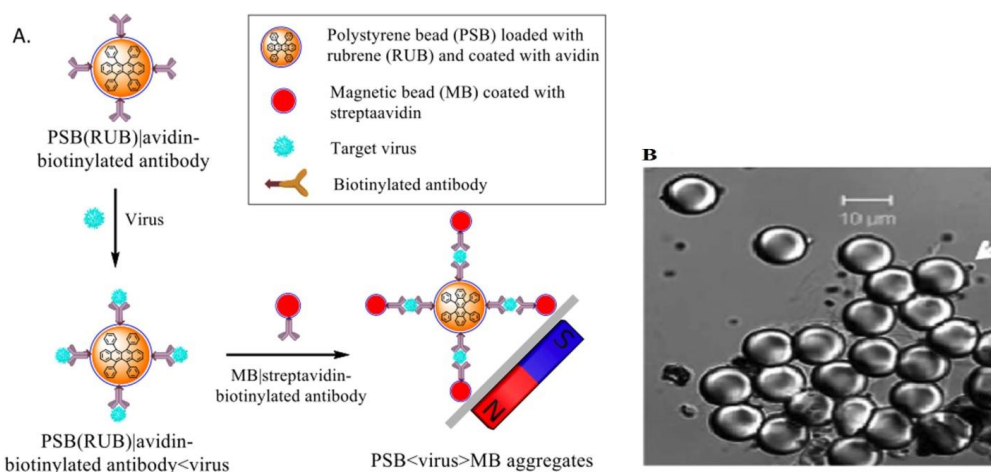 A.
PSB(RUB)|avidin-
biotinylated antibody
Polystyrene bead (PSB) loaded with
rubrene (RUB) and coated with avidin
Magnetic bead (MB) coated with
streptaavidin
Target virus
Biotinylated antibody
Virus
MB|streptavidin-
biotinylated antibody
PSB(RUB)|avidin-
biotinylated antibody<virus
S
N
PSB<virus>MB aggregates
B
10 µm